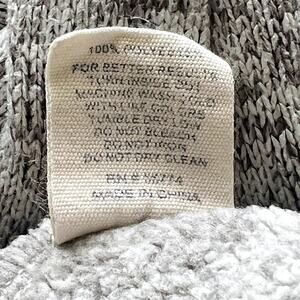 100% POLYESTER
FOR BETTER RESULTS
TURN INSIDE OUT
MACHINE WASH COLD
WITH LIKE COLORS
TUMBLE DRY LOW
DO NOT BLEACH
DO NOT IRON
DO NOT DRY CLEAN
MADE IN CHINA